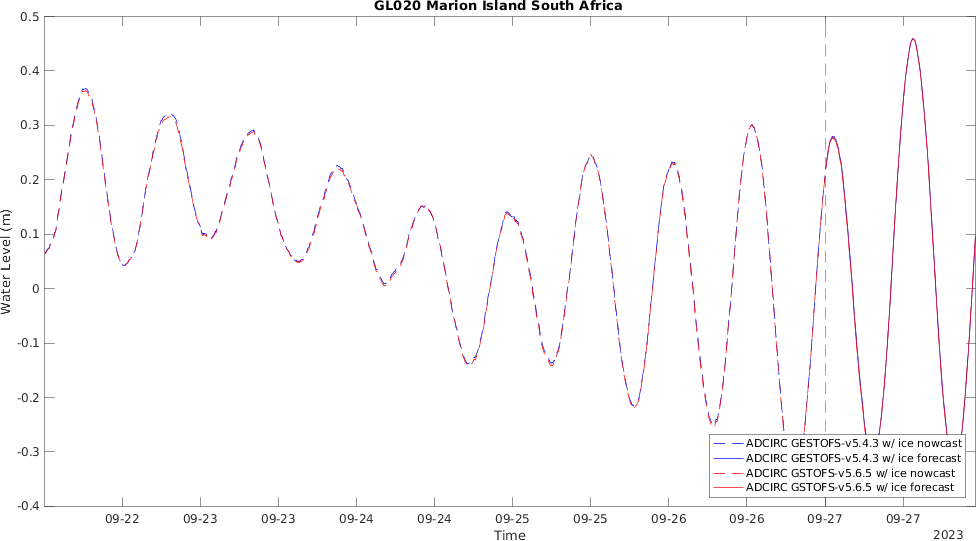 GL020 Marion Island South Africa
0.5
0.4
0.3
0.2
0.1
0
-0.1
-0.2
-0.3
-0.4
Water Level (m)
ADCIRC GESTOFS-v5.4.3 w/ ice nowcast
ADCIRC GESTOFS-v5.4.3 w/ ice forecast
ADCIRC GSTOFS-v5.6.5 w/ ice nowcast
ADCIRC GSTOFS-v5.6.5 w/ ice forecast
09-22 09-23 09-23 09-24 09-24 09-25 09-25 09-26 09-26 09-27 09-27
Time
2023